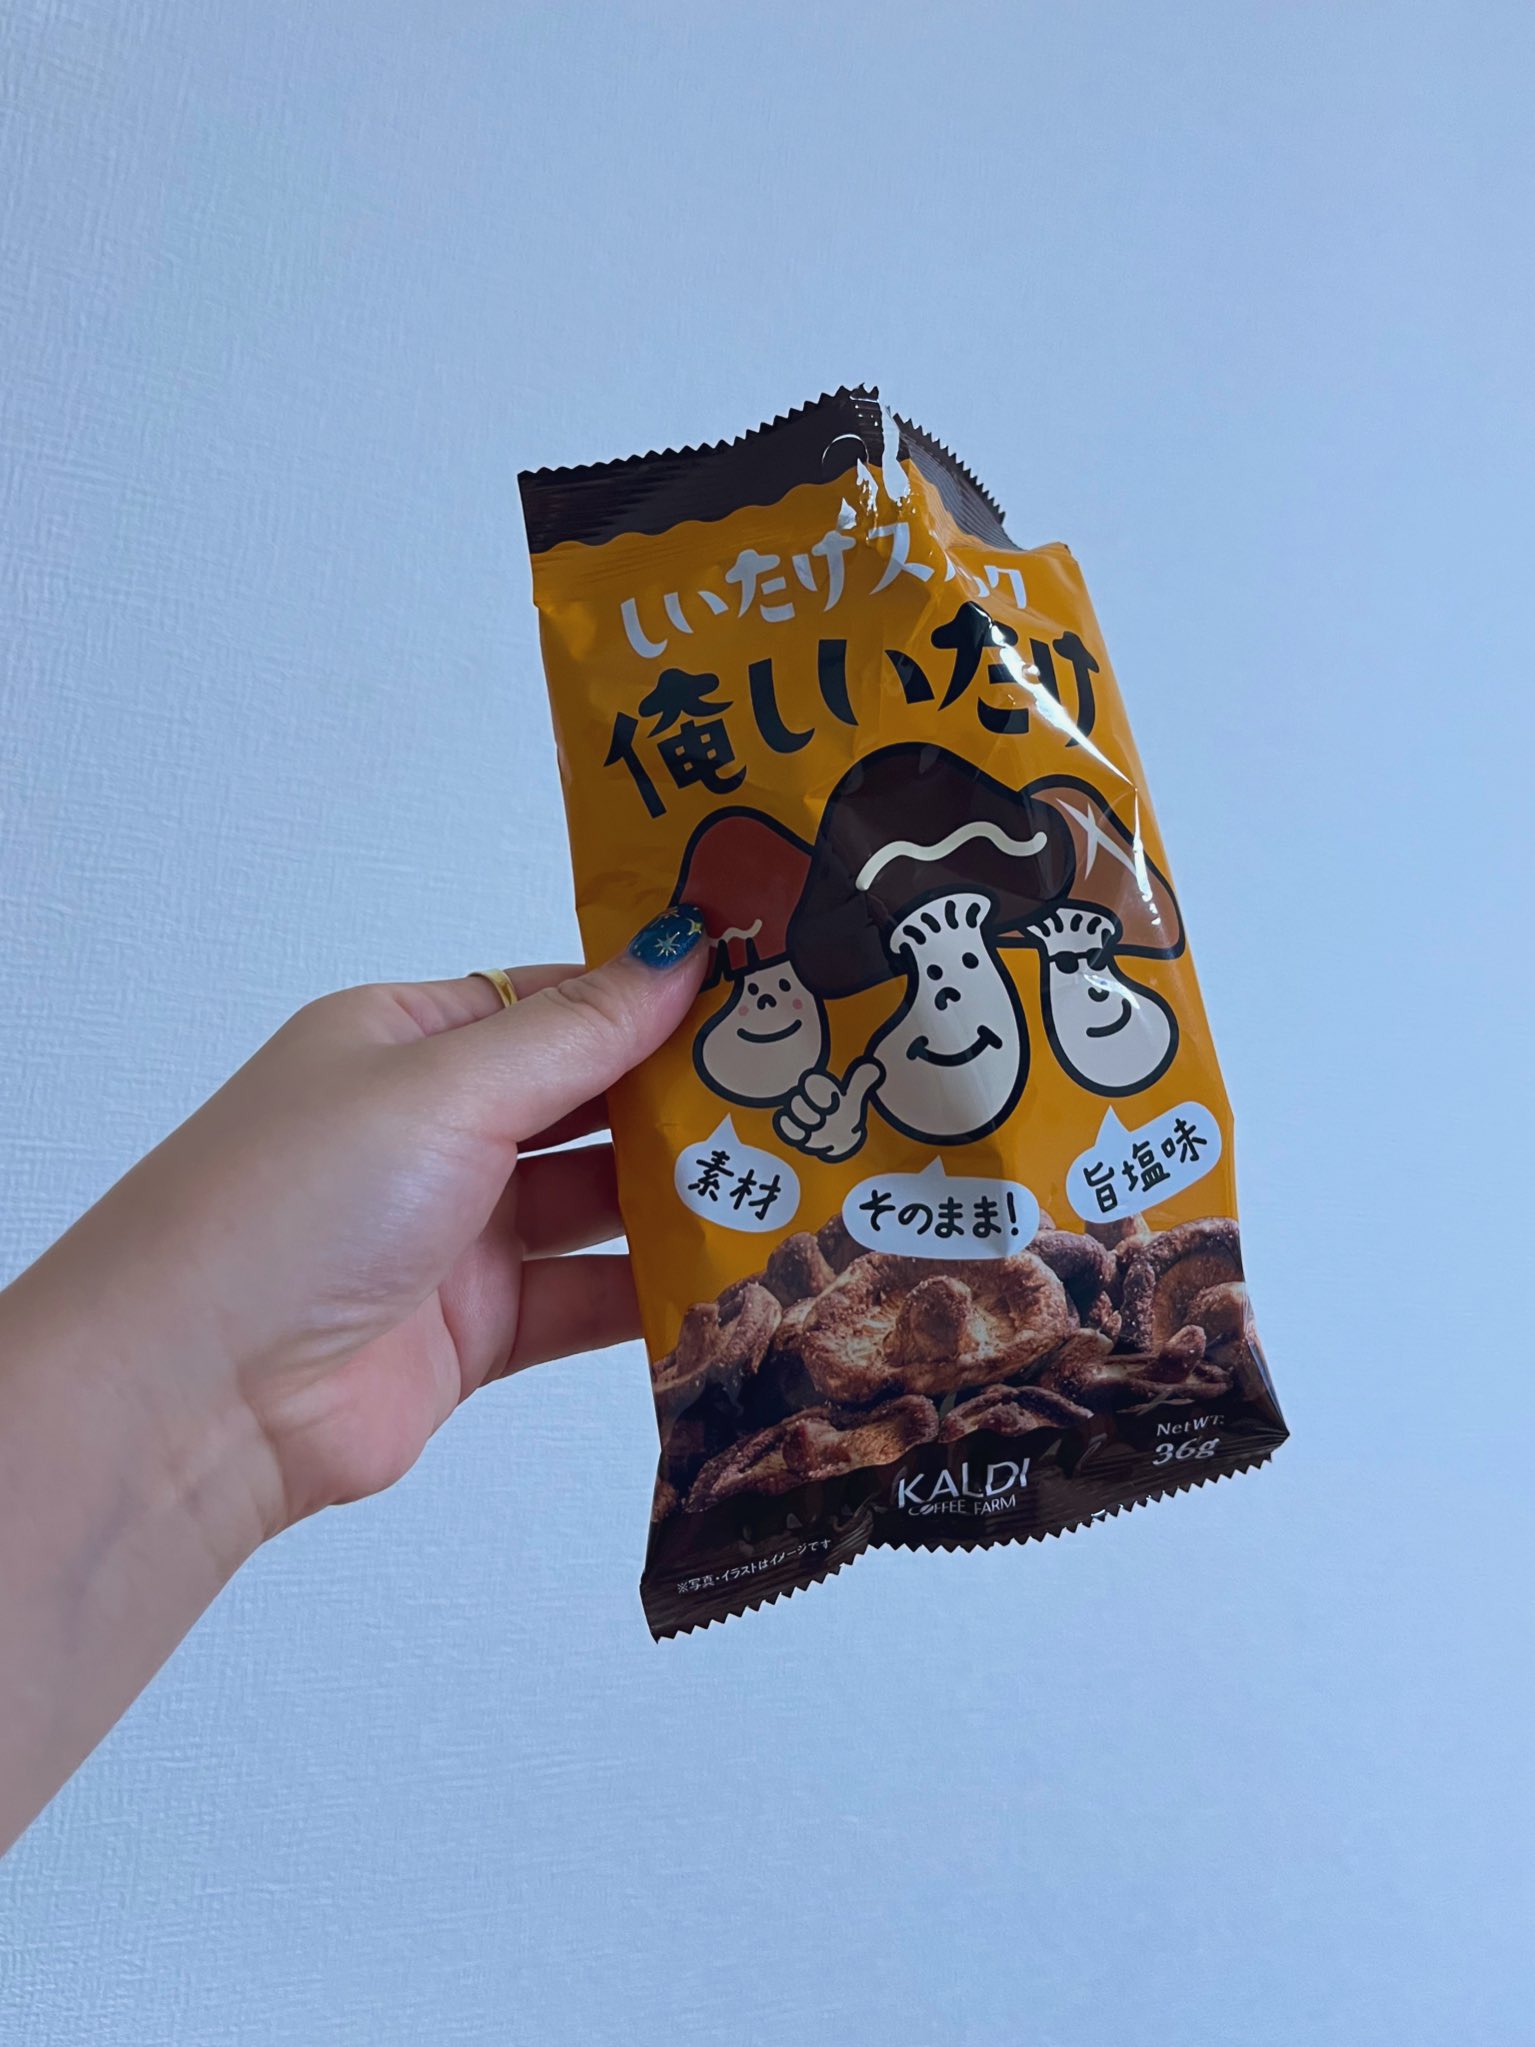 しいたけスナック
俺しいたけ
素材
そのまま!
旨塩味
NetWT.
36g
KALDI
COFFEE FARM
※写真・イラストはイメージです